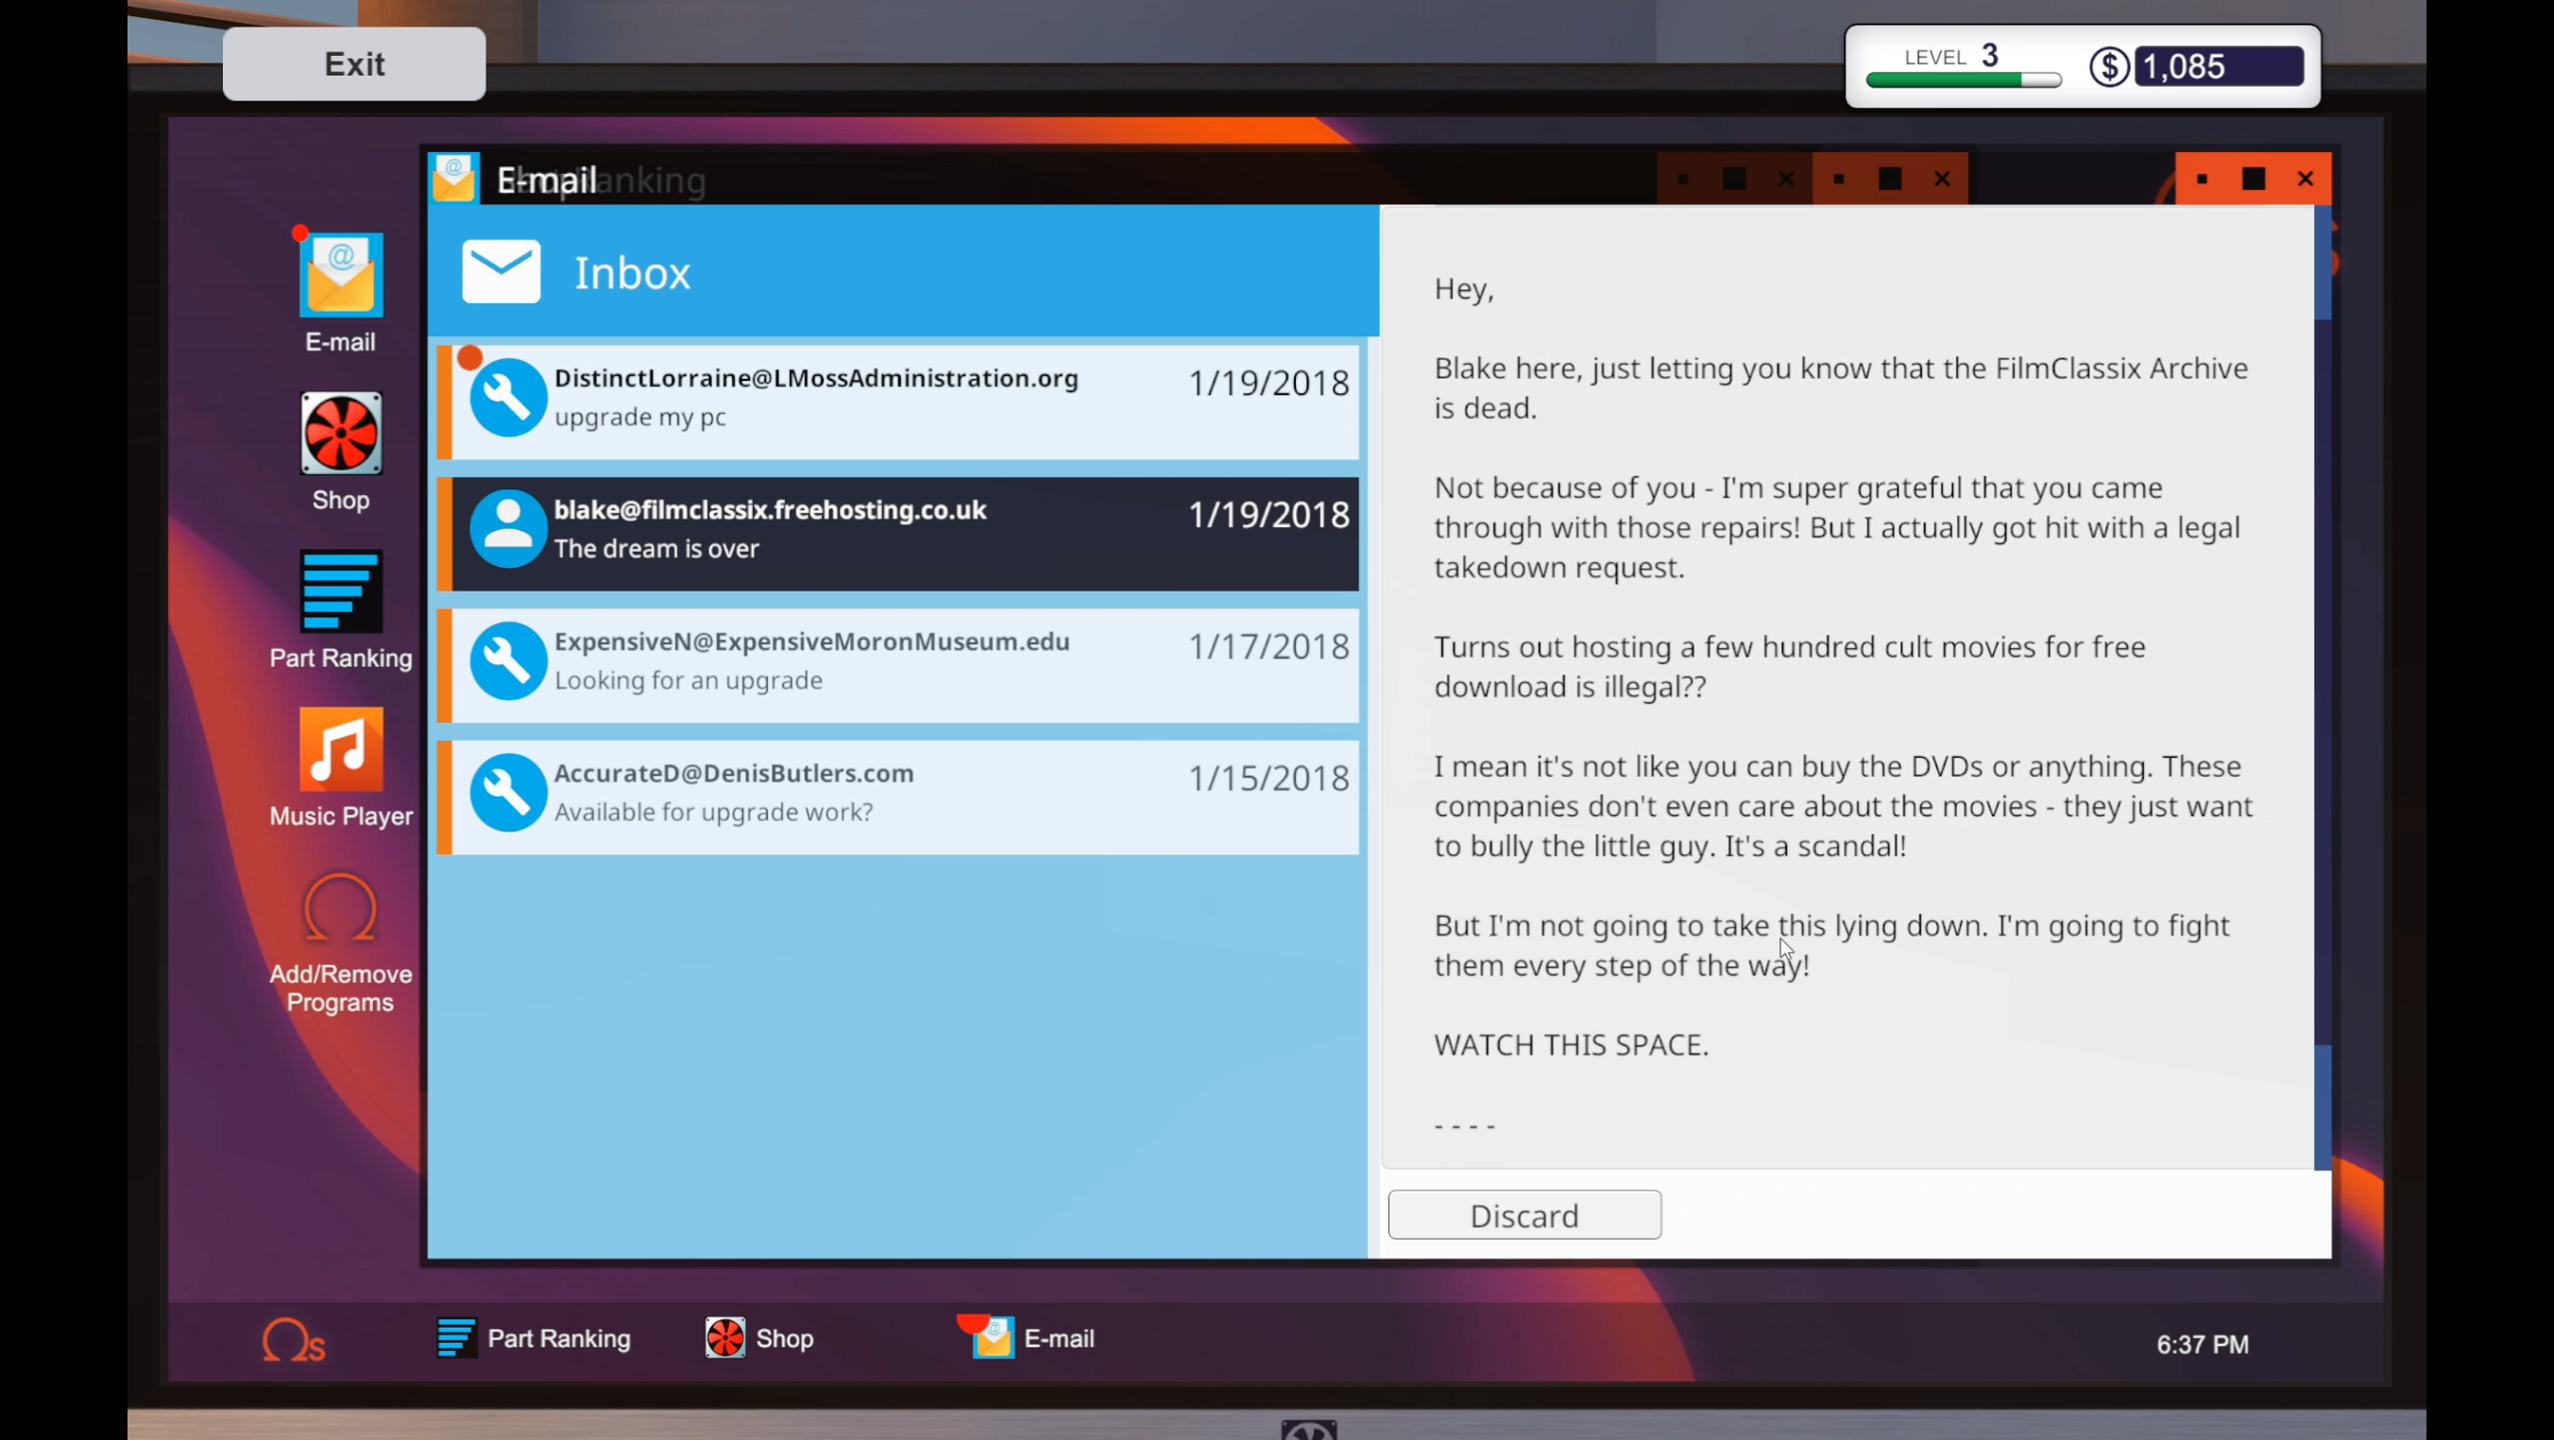 Exit
LEVEL 3
$ 1,085
E-mail
Inbox
E-mail
Shop
Part Ranking
Music Player
Add/Remove
Programs
DistinctLorraine@LMossAdministration.org 1/19/2018
upgrade my pc
blake@filmclassix.freehosting.co.uk 1/19/2018
The dream is over
ExpensiveN@ExpensiveMoronMuseum.edu 1/17/2018
Looking for an upgrade
AccurateD@DenisButlers.com 1/15/2018
Available for upgrade work?
Hey,
Blake here, just letting you know that the FilmClassix Archive
is dead.
Not because of you - I'm super grateful that you came
through with those repairs! But I actually got hit with a legal
takedown request.
Turns out hosting a few hundred cult movies for free
download is illegal??
I mean it's not like you can buy the DVDs or anything. These
companies don't even care about the movies - they just want
to bully the little guy. It's a scandal!
But I'm not going to take this lying down. I'm going to fight
them every step of the way!
WATCH THIS SPACE.
- - - -
Discard
Ωs
Part Ranking
Shop
E-mail
6:37 PM